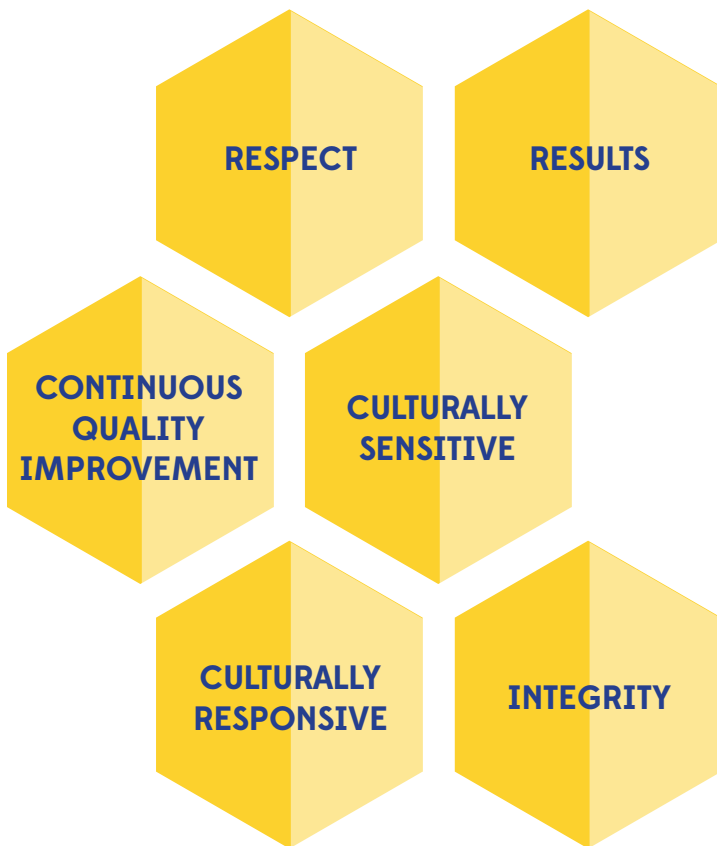 RESPECT
RESULTS
CONTINUOUS
QUALITY
IMPROVEMENT
CULTURALLY
SENSITIVE
CULTURALLY
RESPONSIVE
INTEGRITY